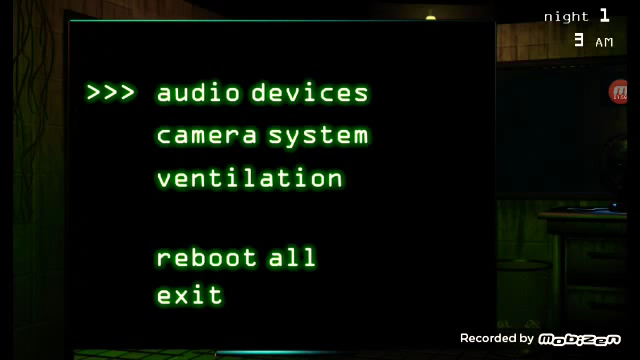 night 1
3 AM
>>> audio devices
camera system
ventilation
reboot all
exit
Recorded by mobizen